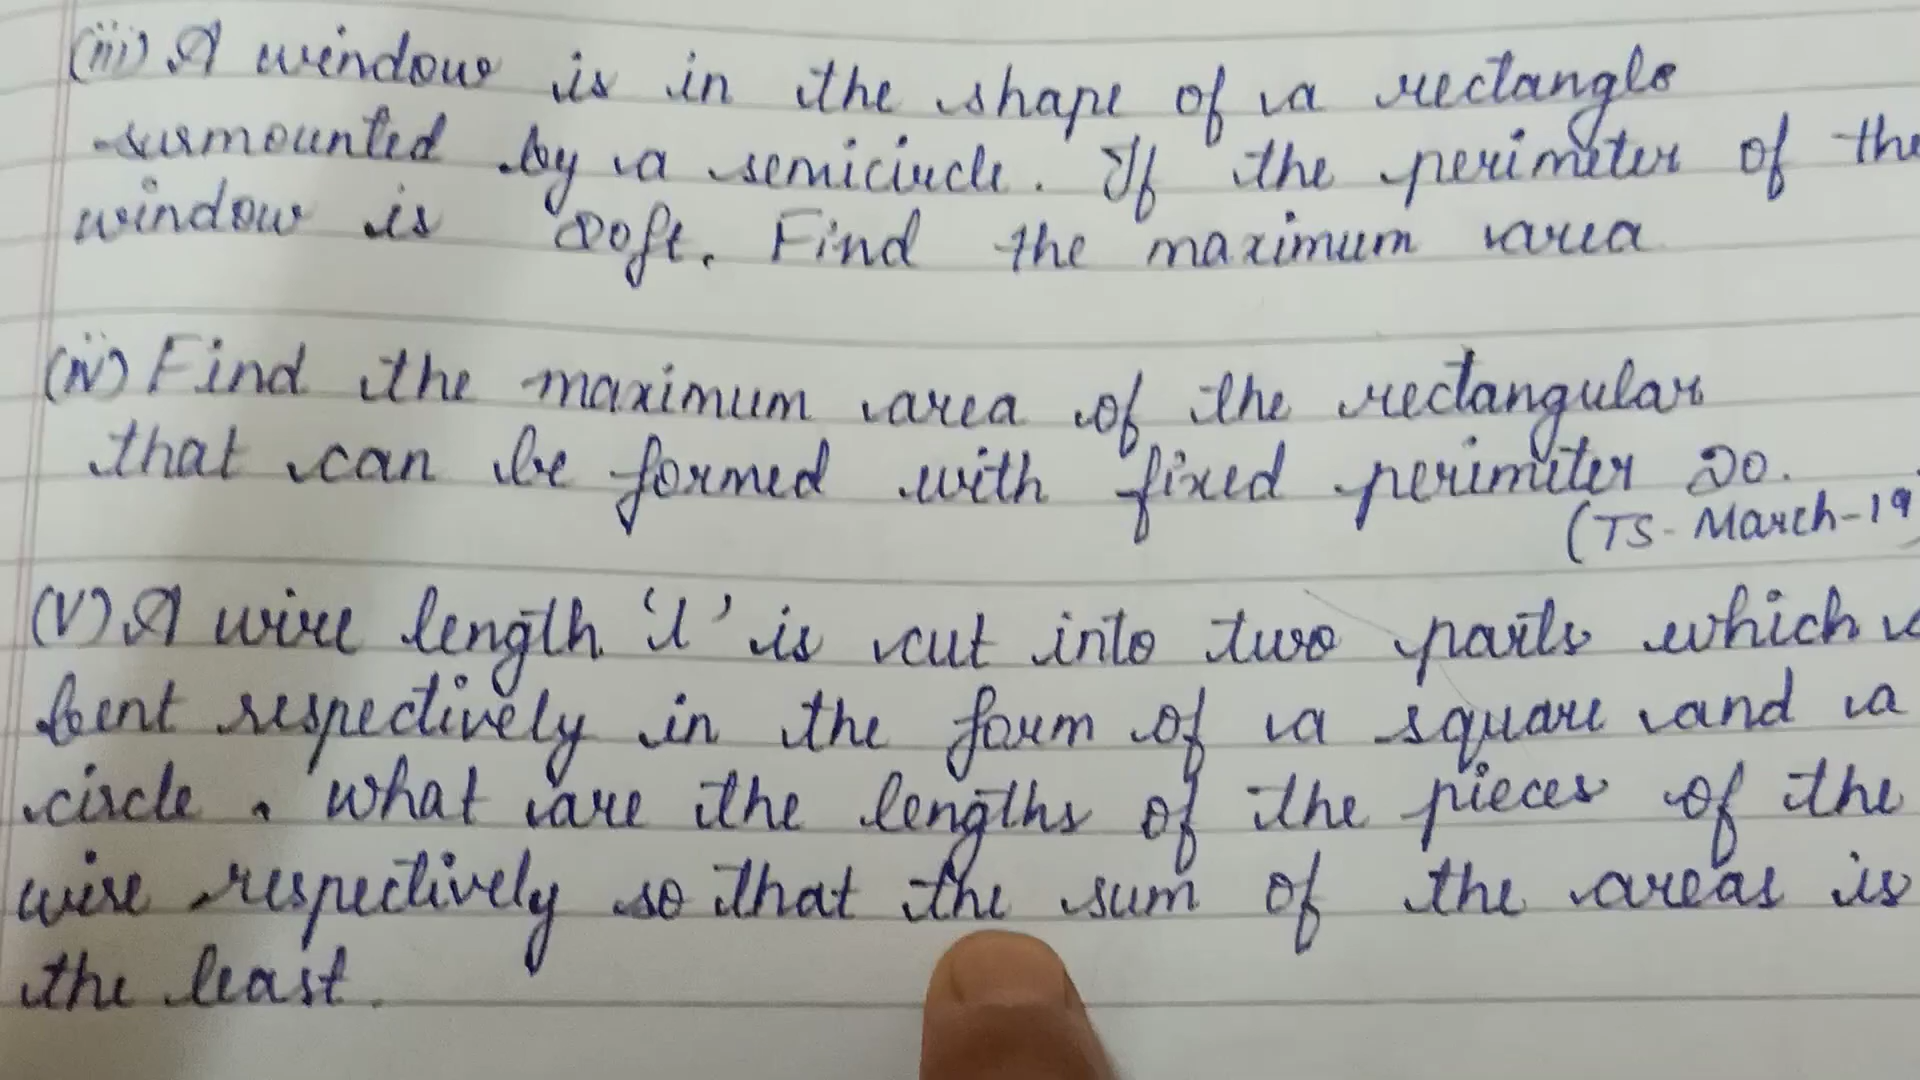 (iii) A window is in the shape of a rectangle
surmounted by a semicircle. If the perimeter of the
window is 20ft. Find the maximum area
(iv) Find the maximum area of the rectangular
that can be formed with fixed perimeter 20.
(TS-March-19)
(V) A wire length 'l' is cut into two parts which
bent respectively in the form of a square and a
circle. what are the lengths of the pieces of the
wire respectively so that the sum of the areas is
the least.